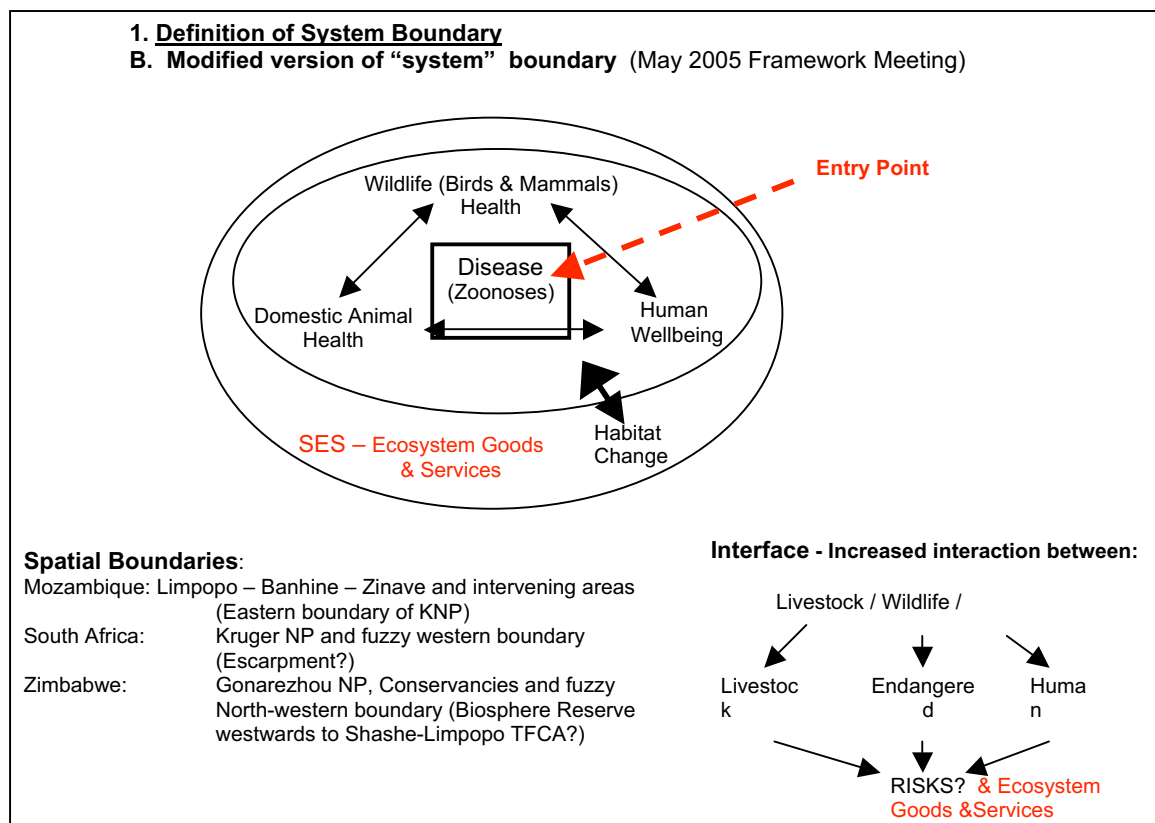 1. Definition of System Boundary
B. Modified version of “system” boundary (May 2005 Framework Meeting)
Entry Point
Wildlife (Birds & Mammals)
Health
Disease
(Zoonoses)
Domestic Animal
Health
Human
Wellbeing
SES – Ecosystem Goods
& Services
Habitat
Change
Spatial Boundaries:
Mozambique: Limpopo – Banhine – Zinave and intervening areas
(Eastern boundary of KNP)
South Africa: Kruger NP and fuzzy western boundary
(Escarpment?)
Zimbabwe: Gonarezhou NP, Conservancies and fuzzy
North-western boundary (Biosphere Reserve
westwards to Shashe-Limpopo TFCA?)
Interface - Increased interaction between:
Livestock / Wildlife /
Livestoc
k
Endangere
d
Huma
n
RISKS? & Ecosystem
Goods &Services